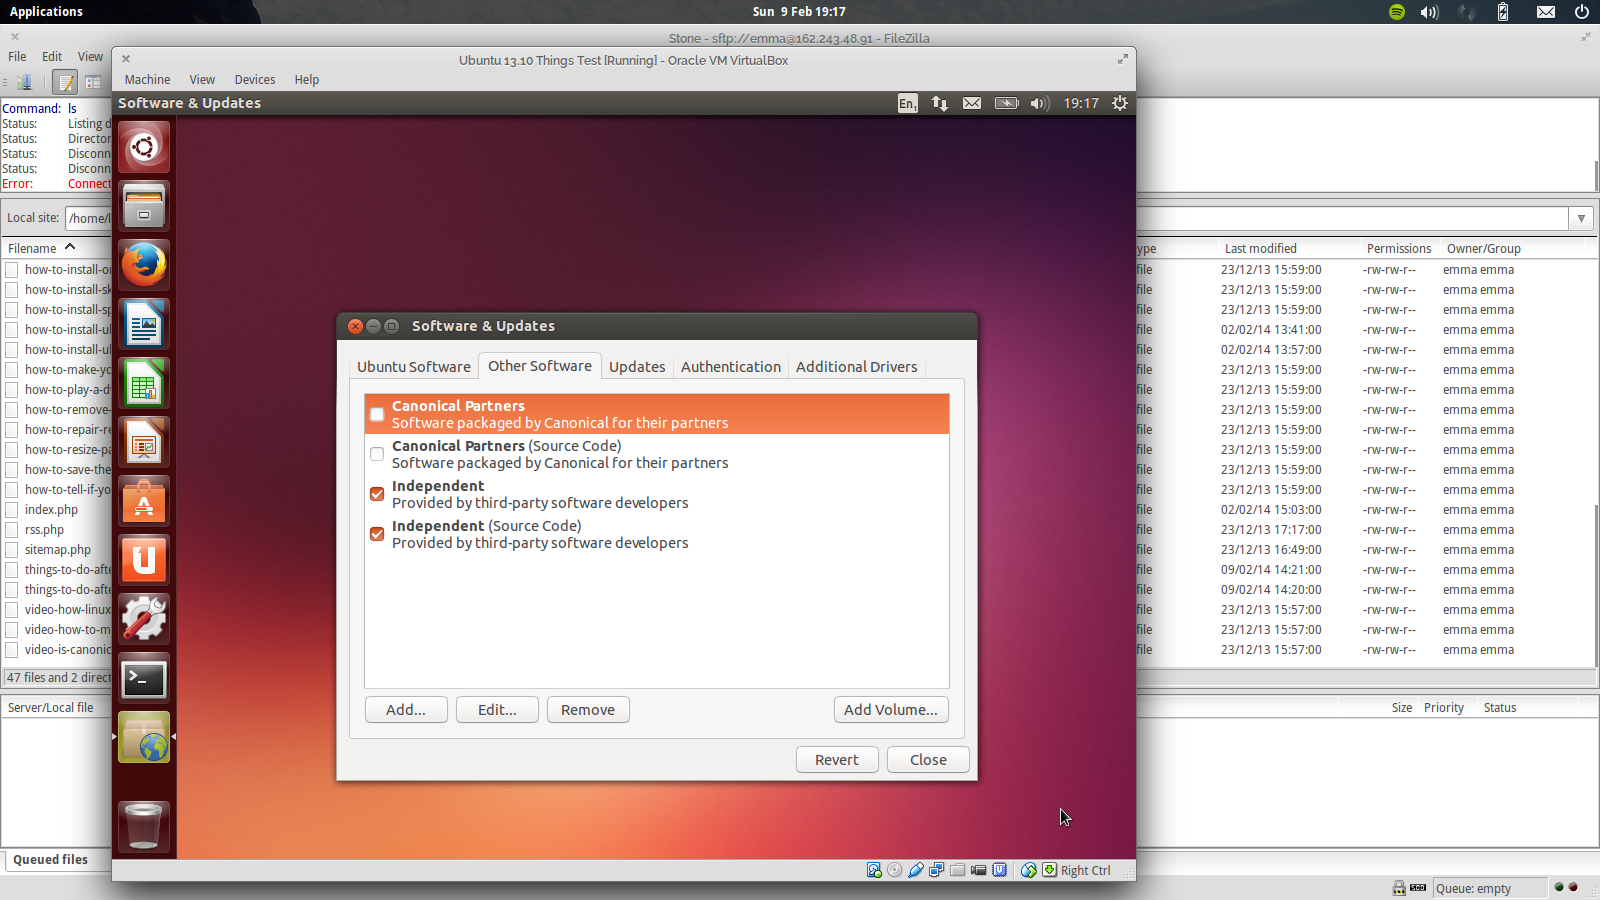 Applications
Sun 9 Feb 19:17
Stone - sftp://emma@162.243.48.91 - FileZilla
File Edit View
Ubuntu 13.10 Things Test [Running] - Oracle VM VirtualBox
Machine View Devices Help
Software & Updates
En1 19:17
Command: ls
Status: Listing d
Status: Director
Status: Disconn
Status: Disconn
Error: Connect
Local site: /home/l
Filename
ype Last modified Permissions Owner/Group
how-to-install-or
how-to-install-sk
how-to-install-sp
how-to-install-ul
how-to-install-ul
how-to-make-yo
how-to-play-a-d
how-to-remove-
how-to-repair-re
how-to-resize-pa
how-to-save-the
how-to-tell-if-yo
index.php
rss.php
sitemap.php
things-to-do-afte
things-to-do-afte
video-how-linux
video-how-to-m
video-is-canonic
47 files and 2 direct
file 23/12/13 15:59:00 -rw-rw-r-- emma emma
file 23/12/13 15:59:00 -rw-rw-r-- emma emma
file 23/12/13 15:59:00 -rw-rw-r-- emma emma
file 02/02/14 13:41:00 -rw-rw-r-- emma emma
file 02/02/14 13:57:00 -rw-rw-r-- emma emma
file 23/12/13 15:59:00 -rw-rw-r-- emma emma
file 23/12/13 15:59:00 -rw-rw-r-- emma emma
file 23/12/13 15:59:00 -rw-rw-r-- emma emma
file 23/12/13 15:59:00 -rw-rw-r-- emma emma
file 23/12/13 15:59:00 -rw-rw-r-- emma emma
file 23/12/13 15:59:00 -rw-rw-r-- emma emma
file 23/12/13 15:59:00 -rw-rw-r-- emma emma
file 02/02/14 15:03:00 -rw-rw-r-- emma emma
file 23/12/13 17:17:00 -rw-rw-r-- emma emma
file 23/12/13 16:49:00 -rw-rw-r-- emma emma
file 09/02/14 14:21:00 -rw-rw-r-- emma emma
file 09/02/14 14:20:00 -rw-rw-r-- emma emma
file 23/12/13 15:57:00 -rw-rw-r-- emma emma
file 23/12/13 15:57:00 -rw-rw-r-- emma emma
file 23/12/13 15:57:00 -rw-rw-r-- emma emma
Software & Updates
Ubuntu Software Other Software Updates Authentication Additional Drivers
Canonical Partners
Software packaged by Canonical for their partners
Canonical Partners (Source Code)
Software packaged by Canonical for their partners
Independent
Provided by third-party software developers
Independent (Source Code)
Provided by third-party software developers
Add... Edit... Remove Add Volume...
Revert Close
Server/Local file
Size Priority Status
Queued files
Right Ctrl
Queue: empty